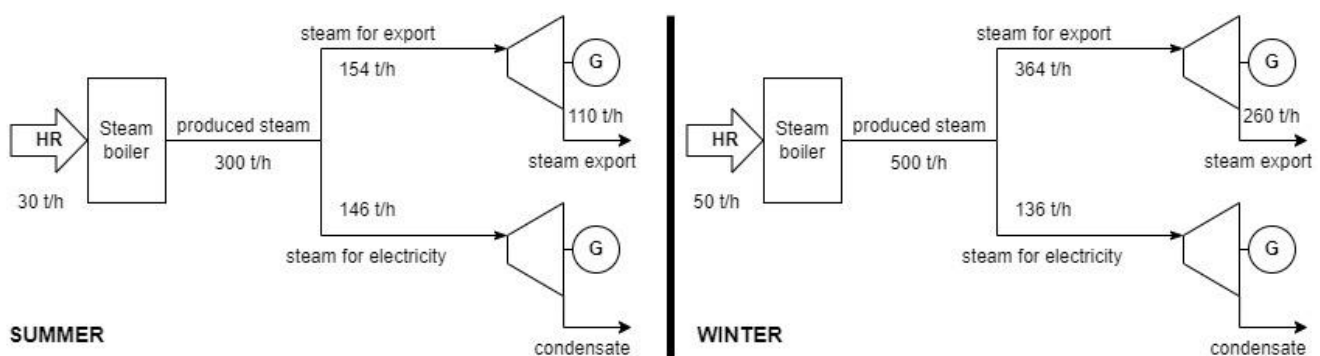 steam for export
154 t/h
G
HR
Steam
boiler
produced steam
300 t/h
110 t/h
steam export
30 t/h
146 t/h
steam for electricity
G
SUMMER
condensate
steam for export
364 t/h
G
HR
Steam
boiler
produced steam
500 t/h
260 t/h
steam export
50 t/h
136 t/h
steam for electricity
G
WINTER
condensate